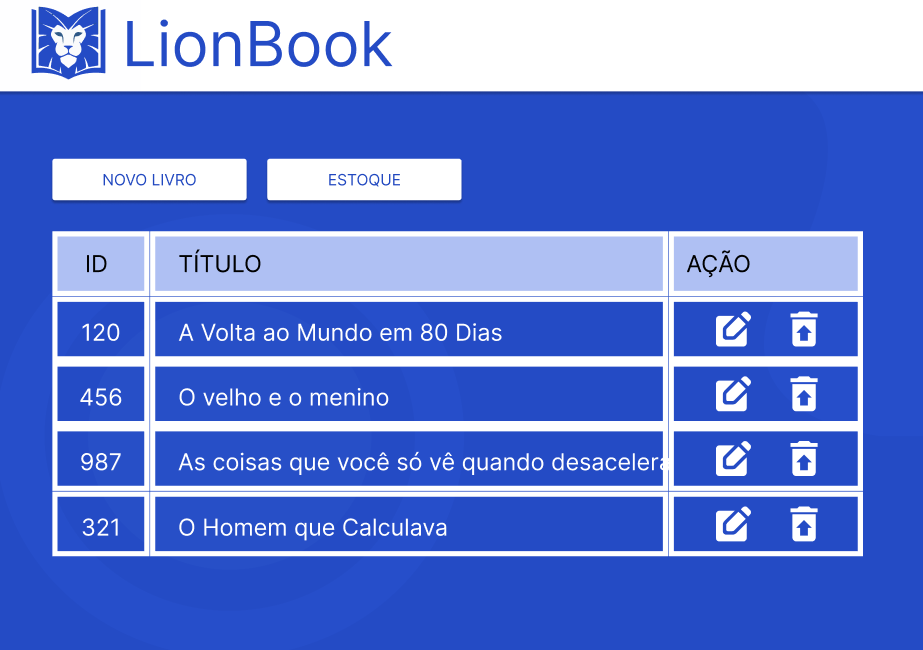 LionBook
NOVO LIVRO ESTOQUE
ID TÍTULO AÇÃO
120 A Volta ao Mundo em 80 Dias
456 O velho e o menino
987 As coisas que você só vê quando desacelera
321 O Homem que Calculava